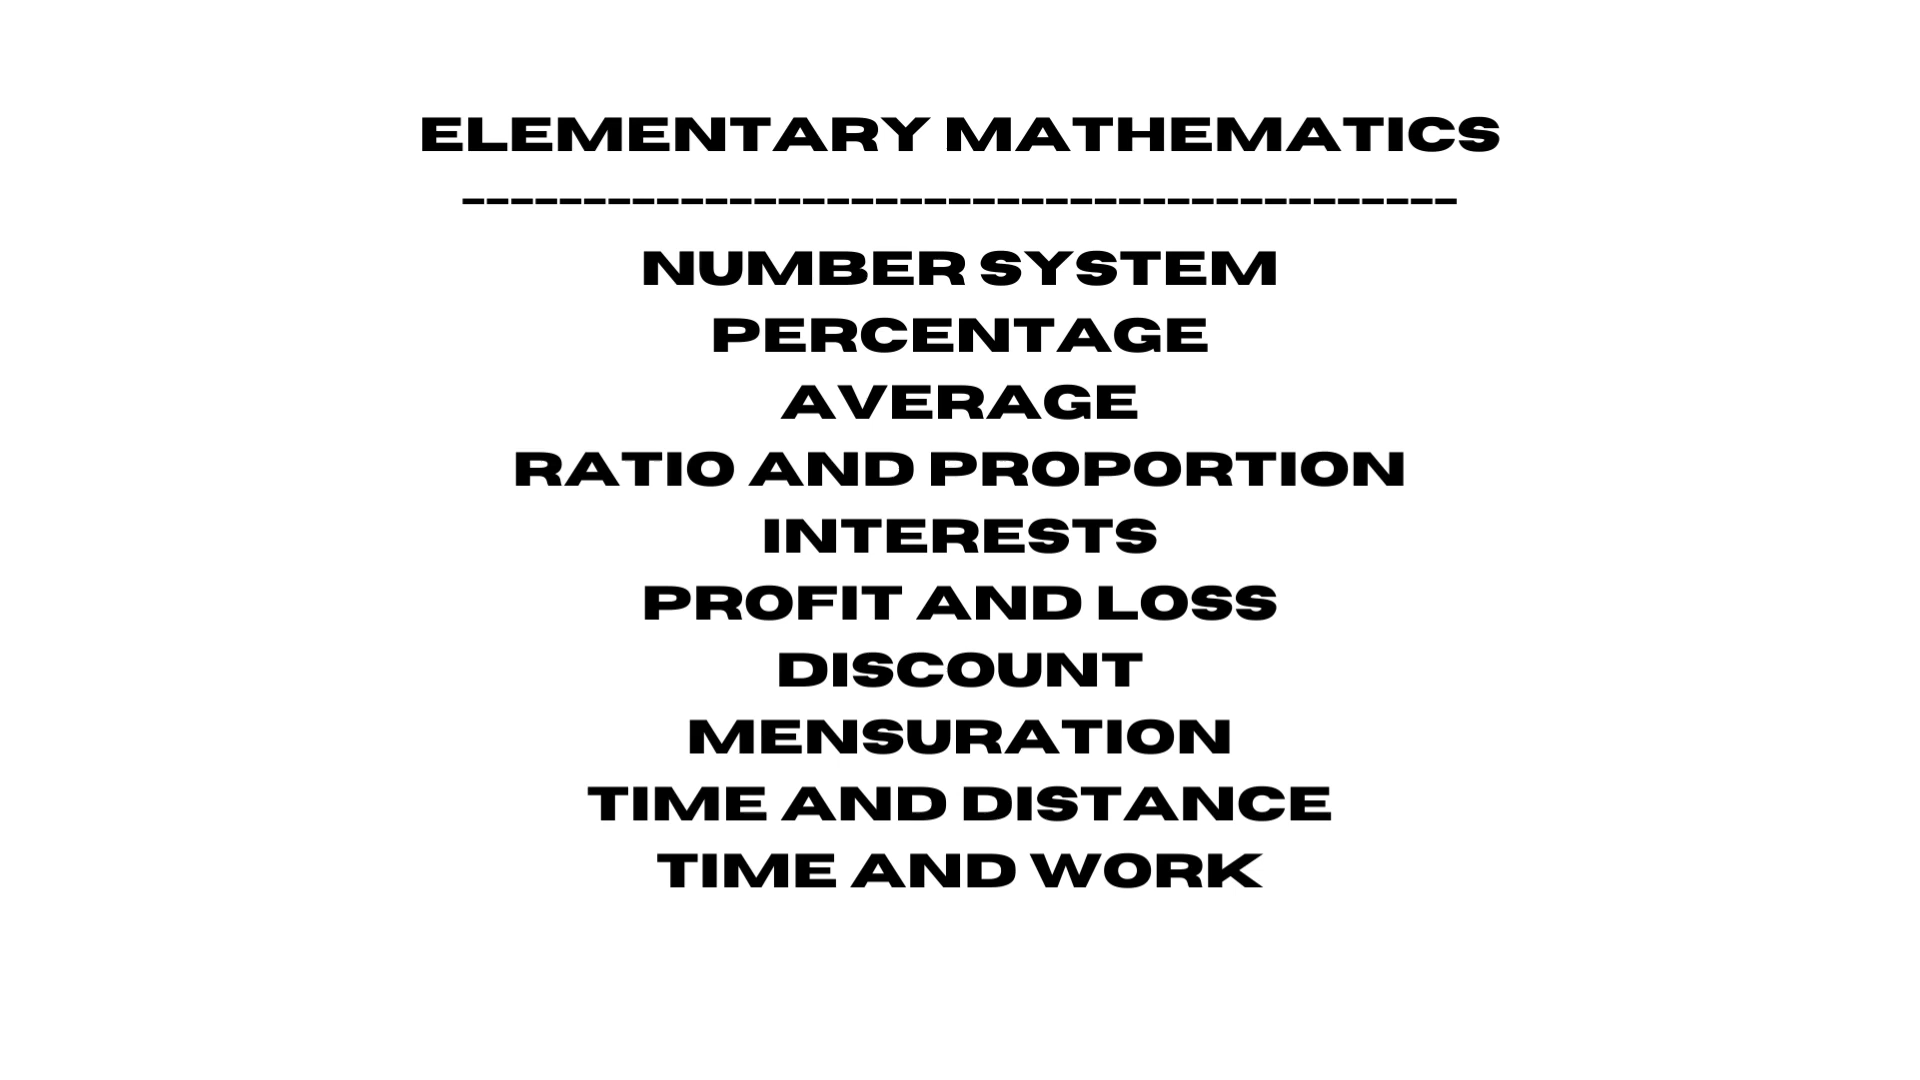 ELEMENTARY MATHEMATICS
-----------------------------------------
NUMBER SYSTEM
PERCENTAGE
AVERAGE
RATIO AND PROPORTION
INTERESTS
PROFIT AND LOSS
DISCOUNT
MENSURATION
TIME AND DISTANCE
TIME AND WORK